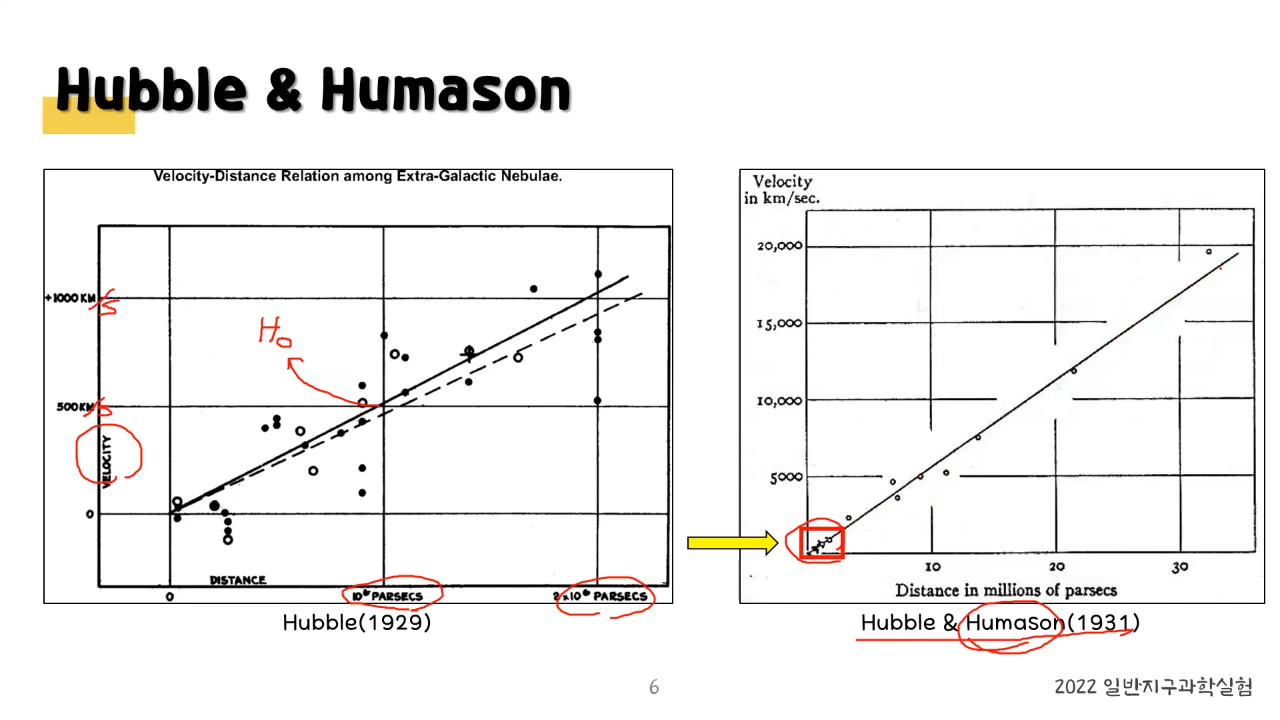 Hubble & Humason
Velocity-Distance Relation among Extra-Galactic Nebulae.
+1000 KM/s
H0
500 KM/s
VELOCITY
0
DISTANCE
0
10⁶ PARSECS
2x10⁶ PARSECS
Hubble(1929)
Velocity
in km/sec.
20,000
15,000
10,000
5000
10
20
30
Distance in millions of parsecs
Hubble & Humason(1931)
6
2022 일반지구과학실험